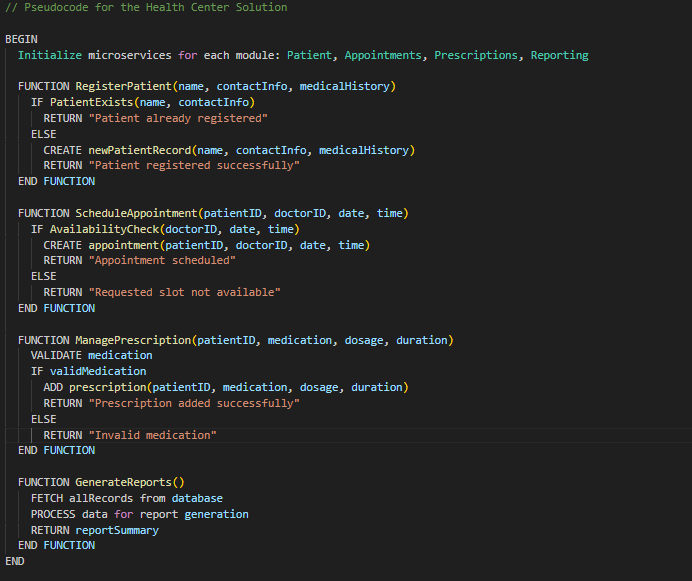 // Pseudocode for the Health Center Solution
BEGIN
Initialize microservices for each module: Patient, Appointments, Prescriptions, Reporting
FUNCTION RegisterPatient(name, contactInfo, medicalHistory)
IF PatientExists(name, contactInfo)
RETURN "Patient already registered"
ELSE
CREATE newPatientRecord(name, contactInfo, medicalHistory)
RETURN "Patient registered successfully"
END FUNCTION
FUNCTION ScheduleAppointment(patientID, doctorID, date, time)
IF AvailabilityCheck(doctorID, date, time)
CREATE appointment(patientID, doctorID, date, time)
RETURN "Appointment scheduled"
ELSE
RETURN "Requested slot not available"
END FUNCTION
FUNCTION ManagePrescription(patientID, medication, dosage, duration)
VALIDATE medication
IF validMedication
ADD prescription(patientID, medication, dosage, duration)
RETURN "Prescription added successfully"
ELSE
RETURN "Invalid medication"
END FUNCTION
FUNCTION GenerateReports()
FETCH allRecords from database
PROCESS data for report generation
RETURN reportSummary
END FUNCTION
END